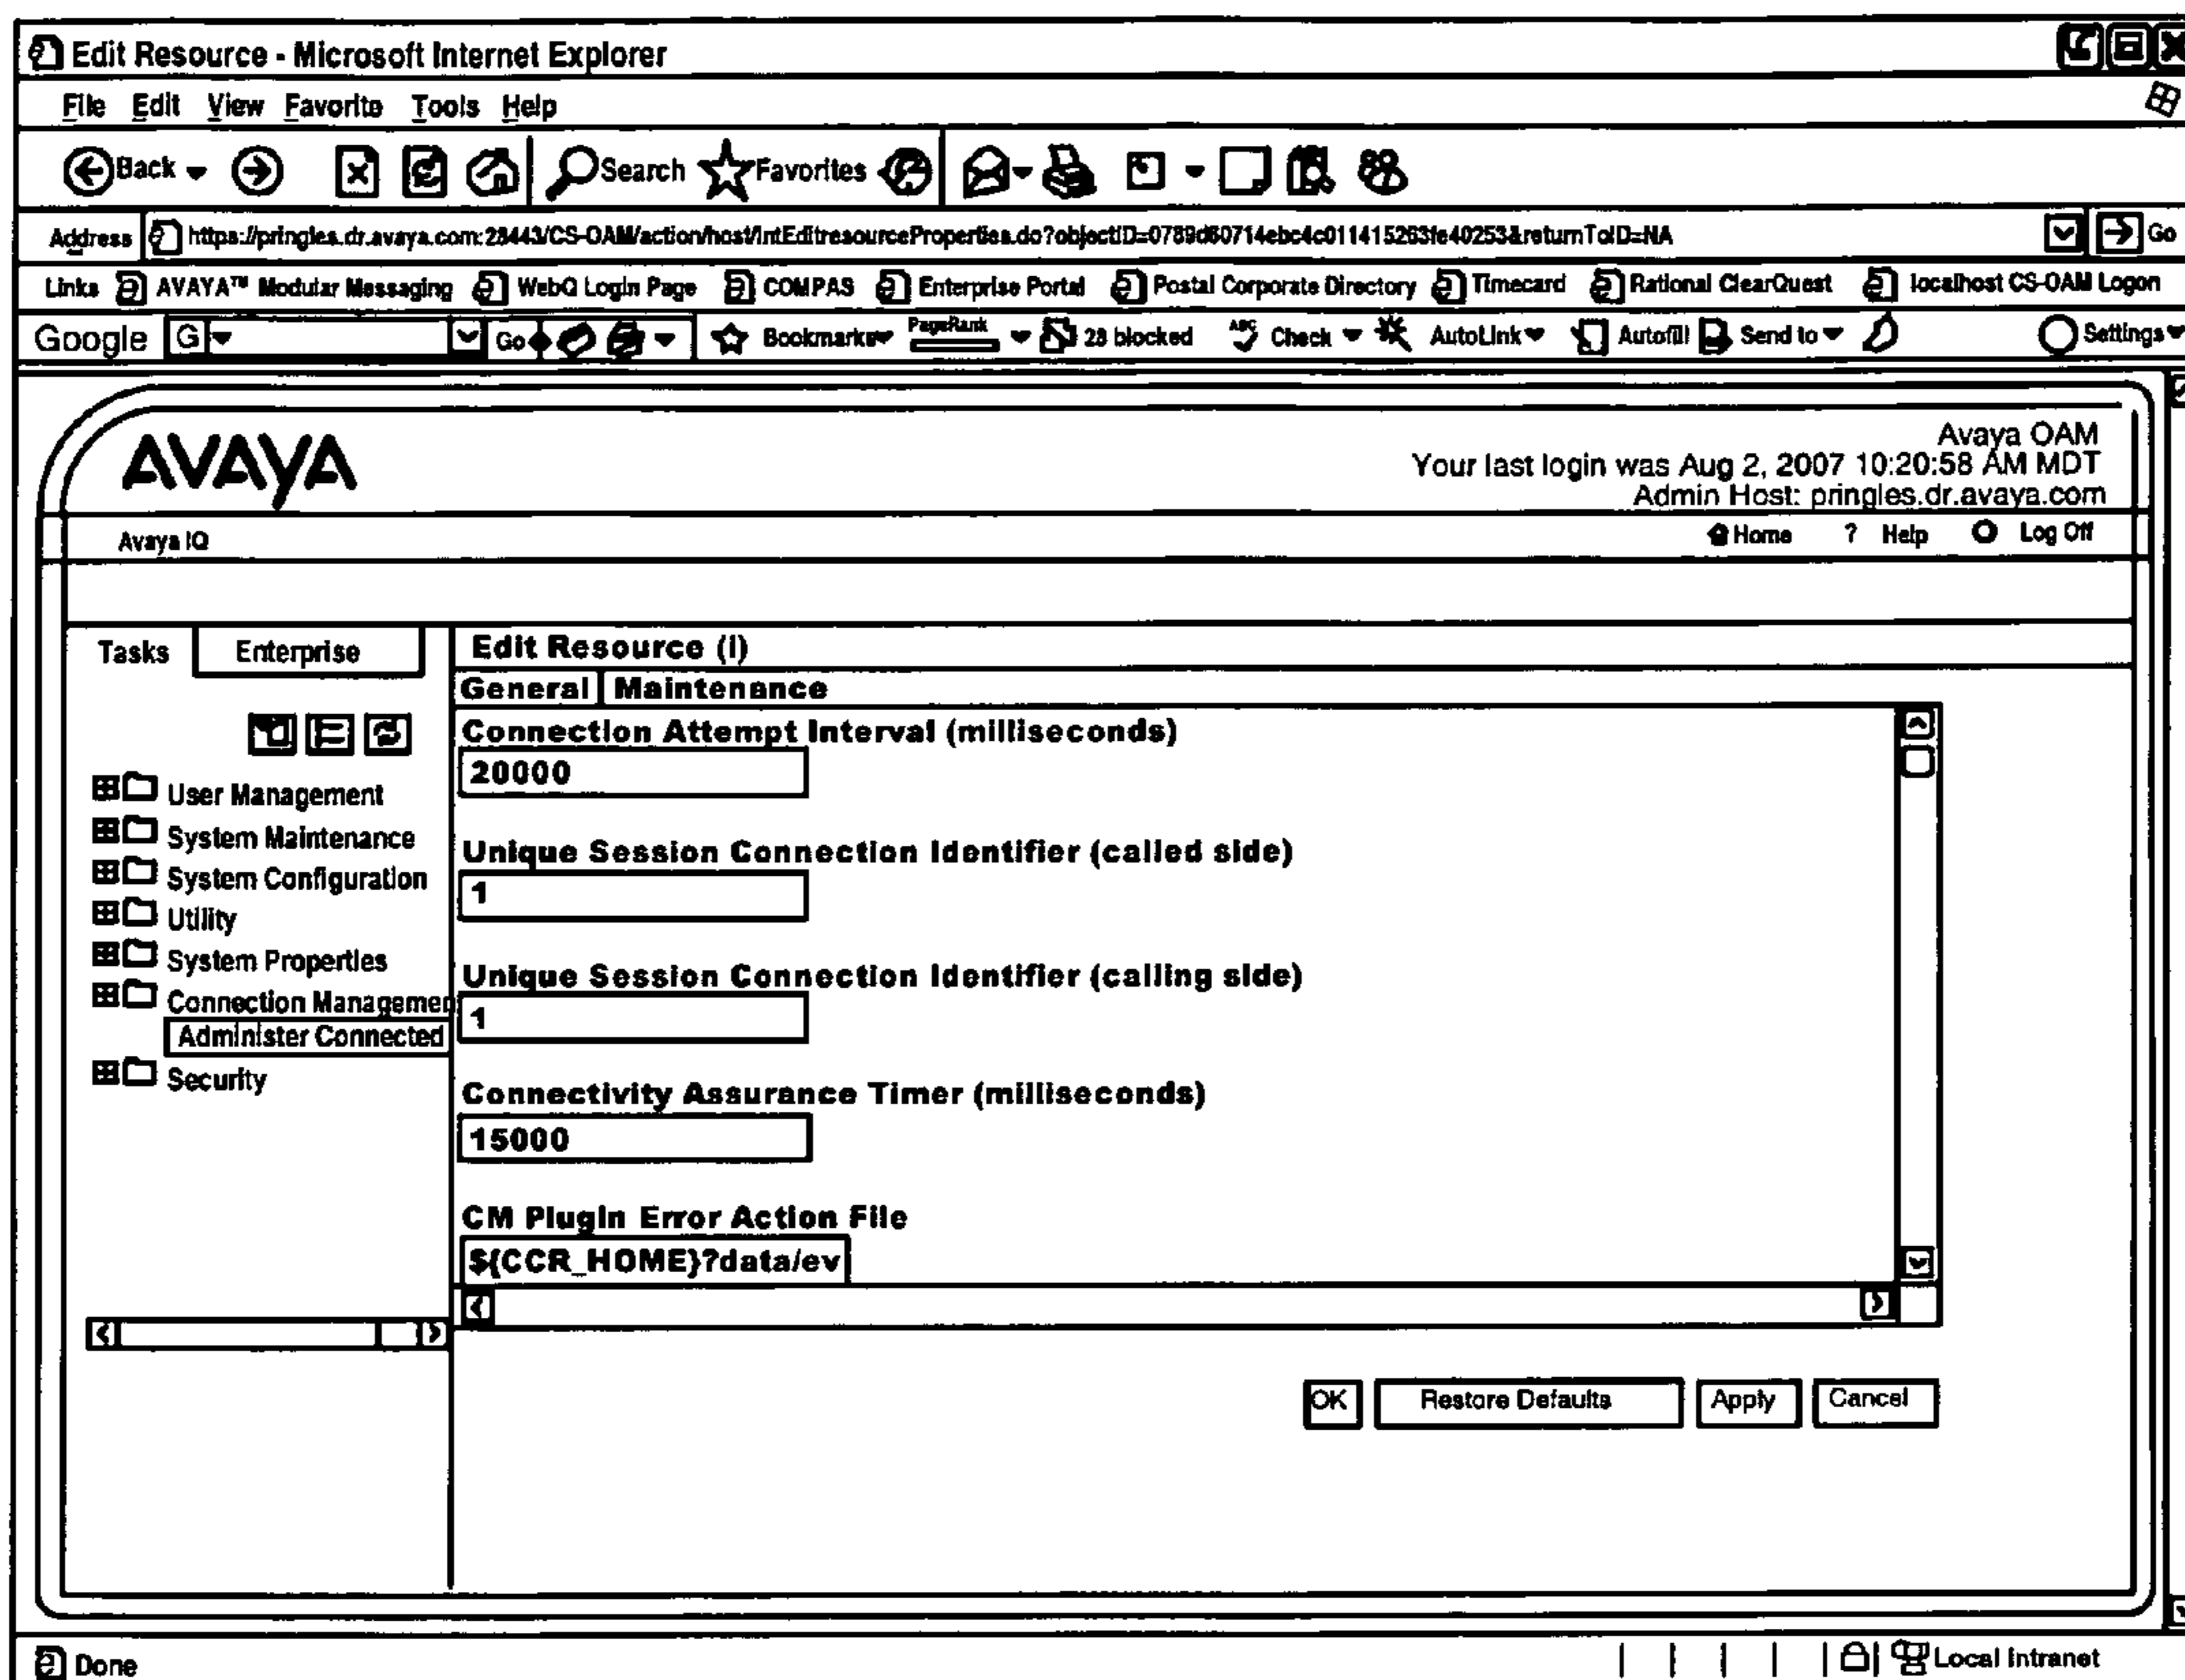 Edit Resource - Microsoft Internet Explorer
File Edit View Favorite Tools Help
Back Search Favorites
Address https://pringles.dr.avaya.com:28443/CS-OAM/action/host/IntEditresourceProperties.do?objectID=0789d60714ebc4c011415263fe40253&returnToID=NA Go
Links AVAYA™ Modular Messaging WebQ Login Page COMPAS Enterprise Portal Postal Corporate Directory Timecard Rational ClearQuest localhost CS-OAM Logon
Google G Go Bookmarks PageRank 28 blocked ABC Check AutoLink Autofill Send to Settings
AVAYA
Avaya OAM
Your last login was Aug 2, 2007 10:20:58 AM MDT
Admin Host: pringles.dr.avaya.com
Avaya IQ Home ? Help Log Off
Tasks Enterprise
User Management
System Maintenance
System Configuration
Utility
System Properties
Connection Managemen
Administer Connected
Security
Edit Resource (I)
General Maintenance
Connection Attempt Interval (milliseconds)
20000
Unique Session Connection Identifier (called side)
1
Unique Session Connection Identifier (calling side)
1
Connectivity Assurance Timer (milliseconds)
15000
CM PlugIn Error Action File
${CCR_HOME}?data/ev
OK Restore Defaults Apply Cancel
Done Local intranet